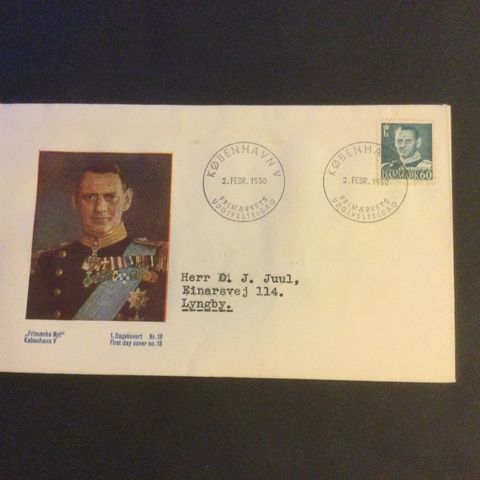 KØBENHAVN V
2. FEBR. 1950
FRIMÆRKETS
UDGIVELSESDAG
KØBENHAVN V
2. FEBR. 1950
FRIMÆRKETS
UDGIVELSESDAG
DANMARK 60
Herr D. J. Juul,
Einarsvej 114.
Lyngby.
„Frimærke Nyt"
København V
1. Dagskuvert Nr. 18
First day cover no. 18